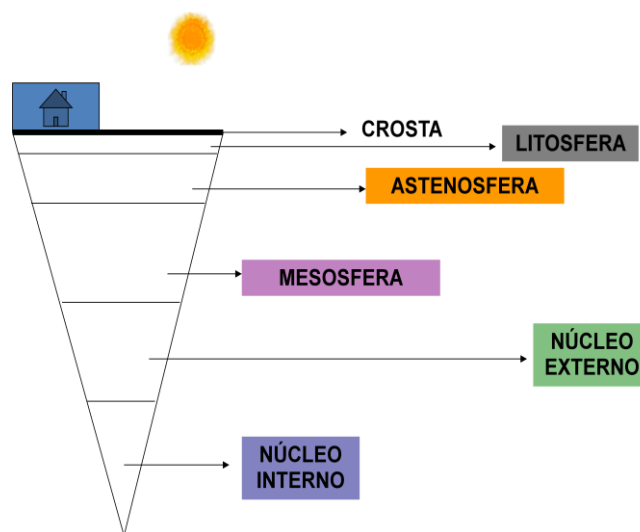 CROSTA
LITOSFERA
ASTENOSFERA
MESOSFERA
NÚCLEO
EXTERNO
NÚCLEO
INTERNO